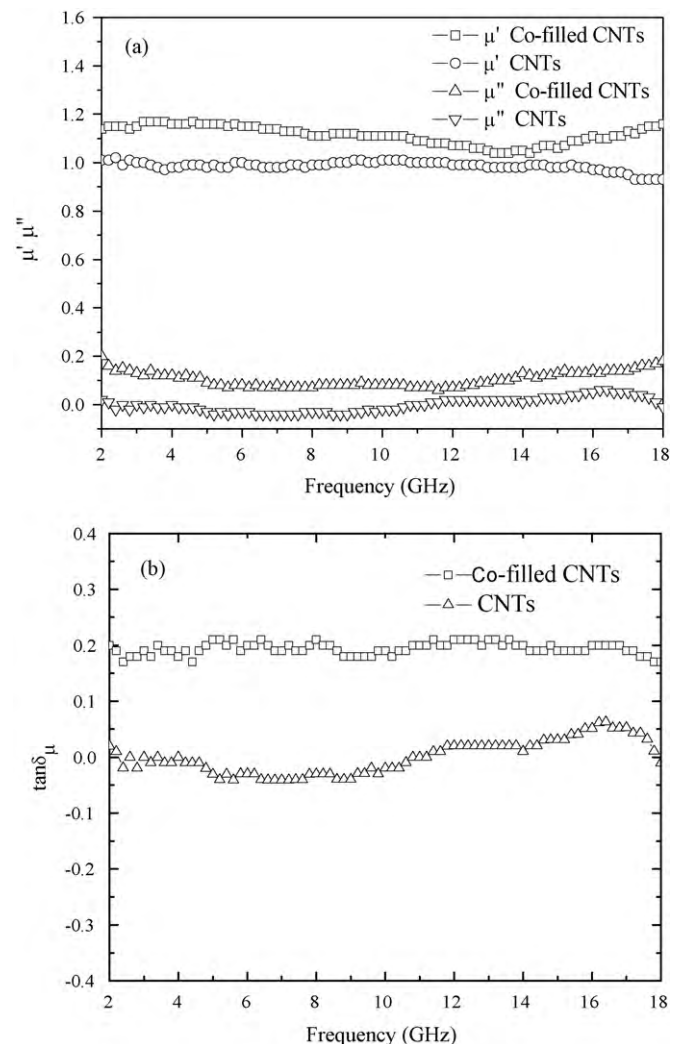 (a)
μ' Co-filled CNTs
μ' CNTs
μ" Co-filled CNTs
μ" CNTs
1.6
1.4
1.2
1.0
0.8
0.6
0.4
0.2
0.0
μ' μ"
2 4 6 8 10 12 14 16 18
Frequency (GHz)
(b)
Co-filled CNTs
CNTs
0.4
0.3
0.2
0.1
0.0
-0.1
-0.2
-0.3
-0.4
tanδμ
2 4 6 8 10 12 14 16 18
Frequency (GHz)